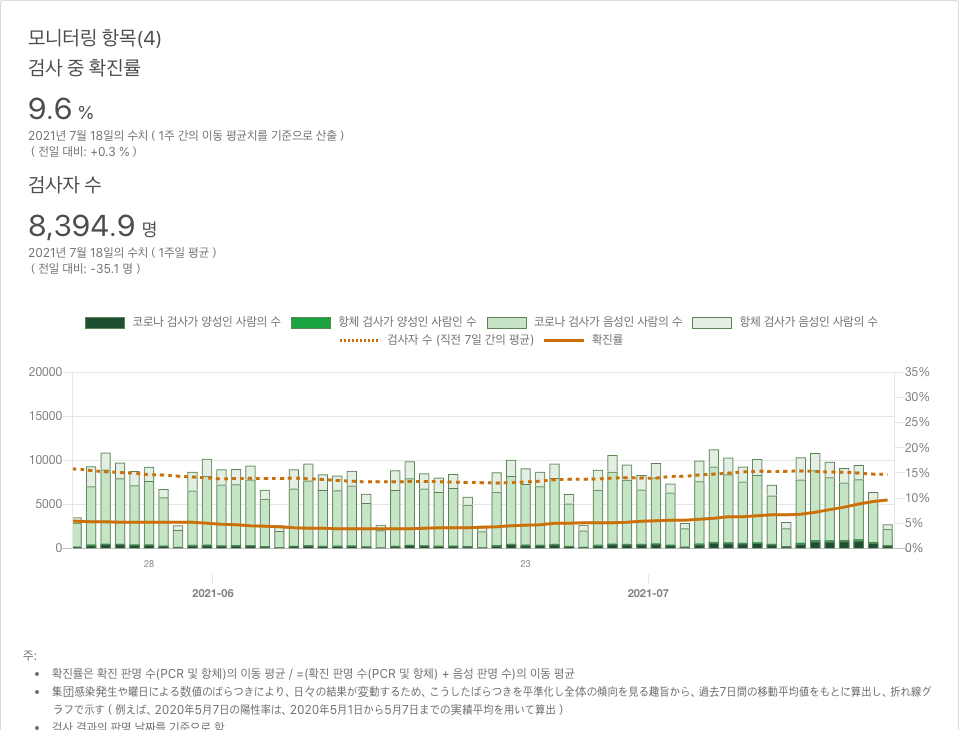 모니터링 항목(4)
검사 중 확진률
9.6 %
2021년 7월 18일의 수치 ( 1주 간의 이동 평균치를 기준으로 산출 )
( 전일 대비: +0.3 % )
검사자 수
8,394.9 명
2021년 7월 18일의 수치 ( 1주일 평균 )
( 전일 대비: -35.1 명 )
코로나 검사가 양성인 사람의 수 항체 검사가 양성인 사람인 수 코로나 검사가 음성인 사람의 수 항체 검사가 음성인 사람의 수
검사자 수 (직전 7일 간의 평균) 확진률
20000 35%
30%
15000 25%
20%
10000 15%
5000 10%
5%
0 0%
28 23
2021-06 2021-07
주:
• 확진률은 확진 판명 수(PCR 및 항체)의 이동 평균 / =(확진 판명 수(PCR 및 항체) + 음성 판명 수)의 이동 평균
• 集団感染発生や曜日による数値のばらつきにより、日々の結果が変動するため、こうしたばらつきを平準化し全体の傾向を見る趣旨から、過去7日間の移動平均値をもとに算出し、折れ線グ
ラフで示す ( 例えば、2020年5月7日の陽性率は、2020年5月1日から5月7日までの実績平均を用いて算出 )
• 검사 결과의 판명 날짜를 기준으로 함